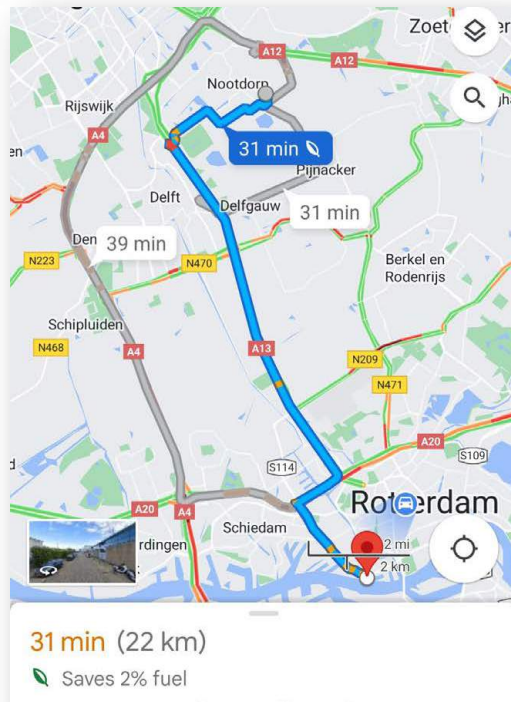 Zoet
A12
A12
Nootdorp
Rijswijk
A4
31 min
Pijnacker
Delft
Delfgauw
31 min
39 min
Den
N223
N470
Berkel en
Rodenrijs
Schipluiden
N468
A4
A13
N209
N471
A20
S109
S114
Rotterdam
A20
A4
Schiedam
rdingen
2 mi
2 km
31 min (22 km)
Saves 2% fuel